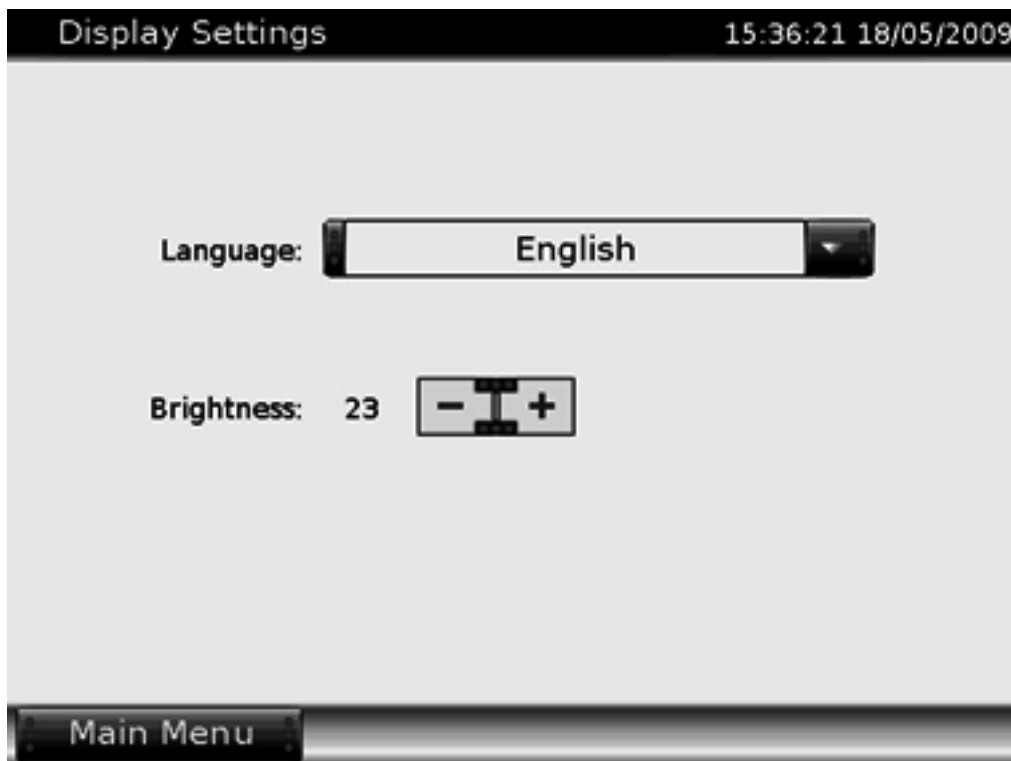 Display Settings 15:36:21 18/05/2009
Language: English
Brightness: 23 - +
Main Menu